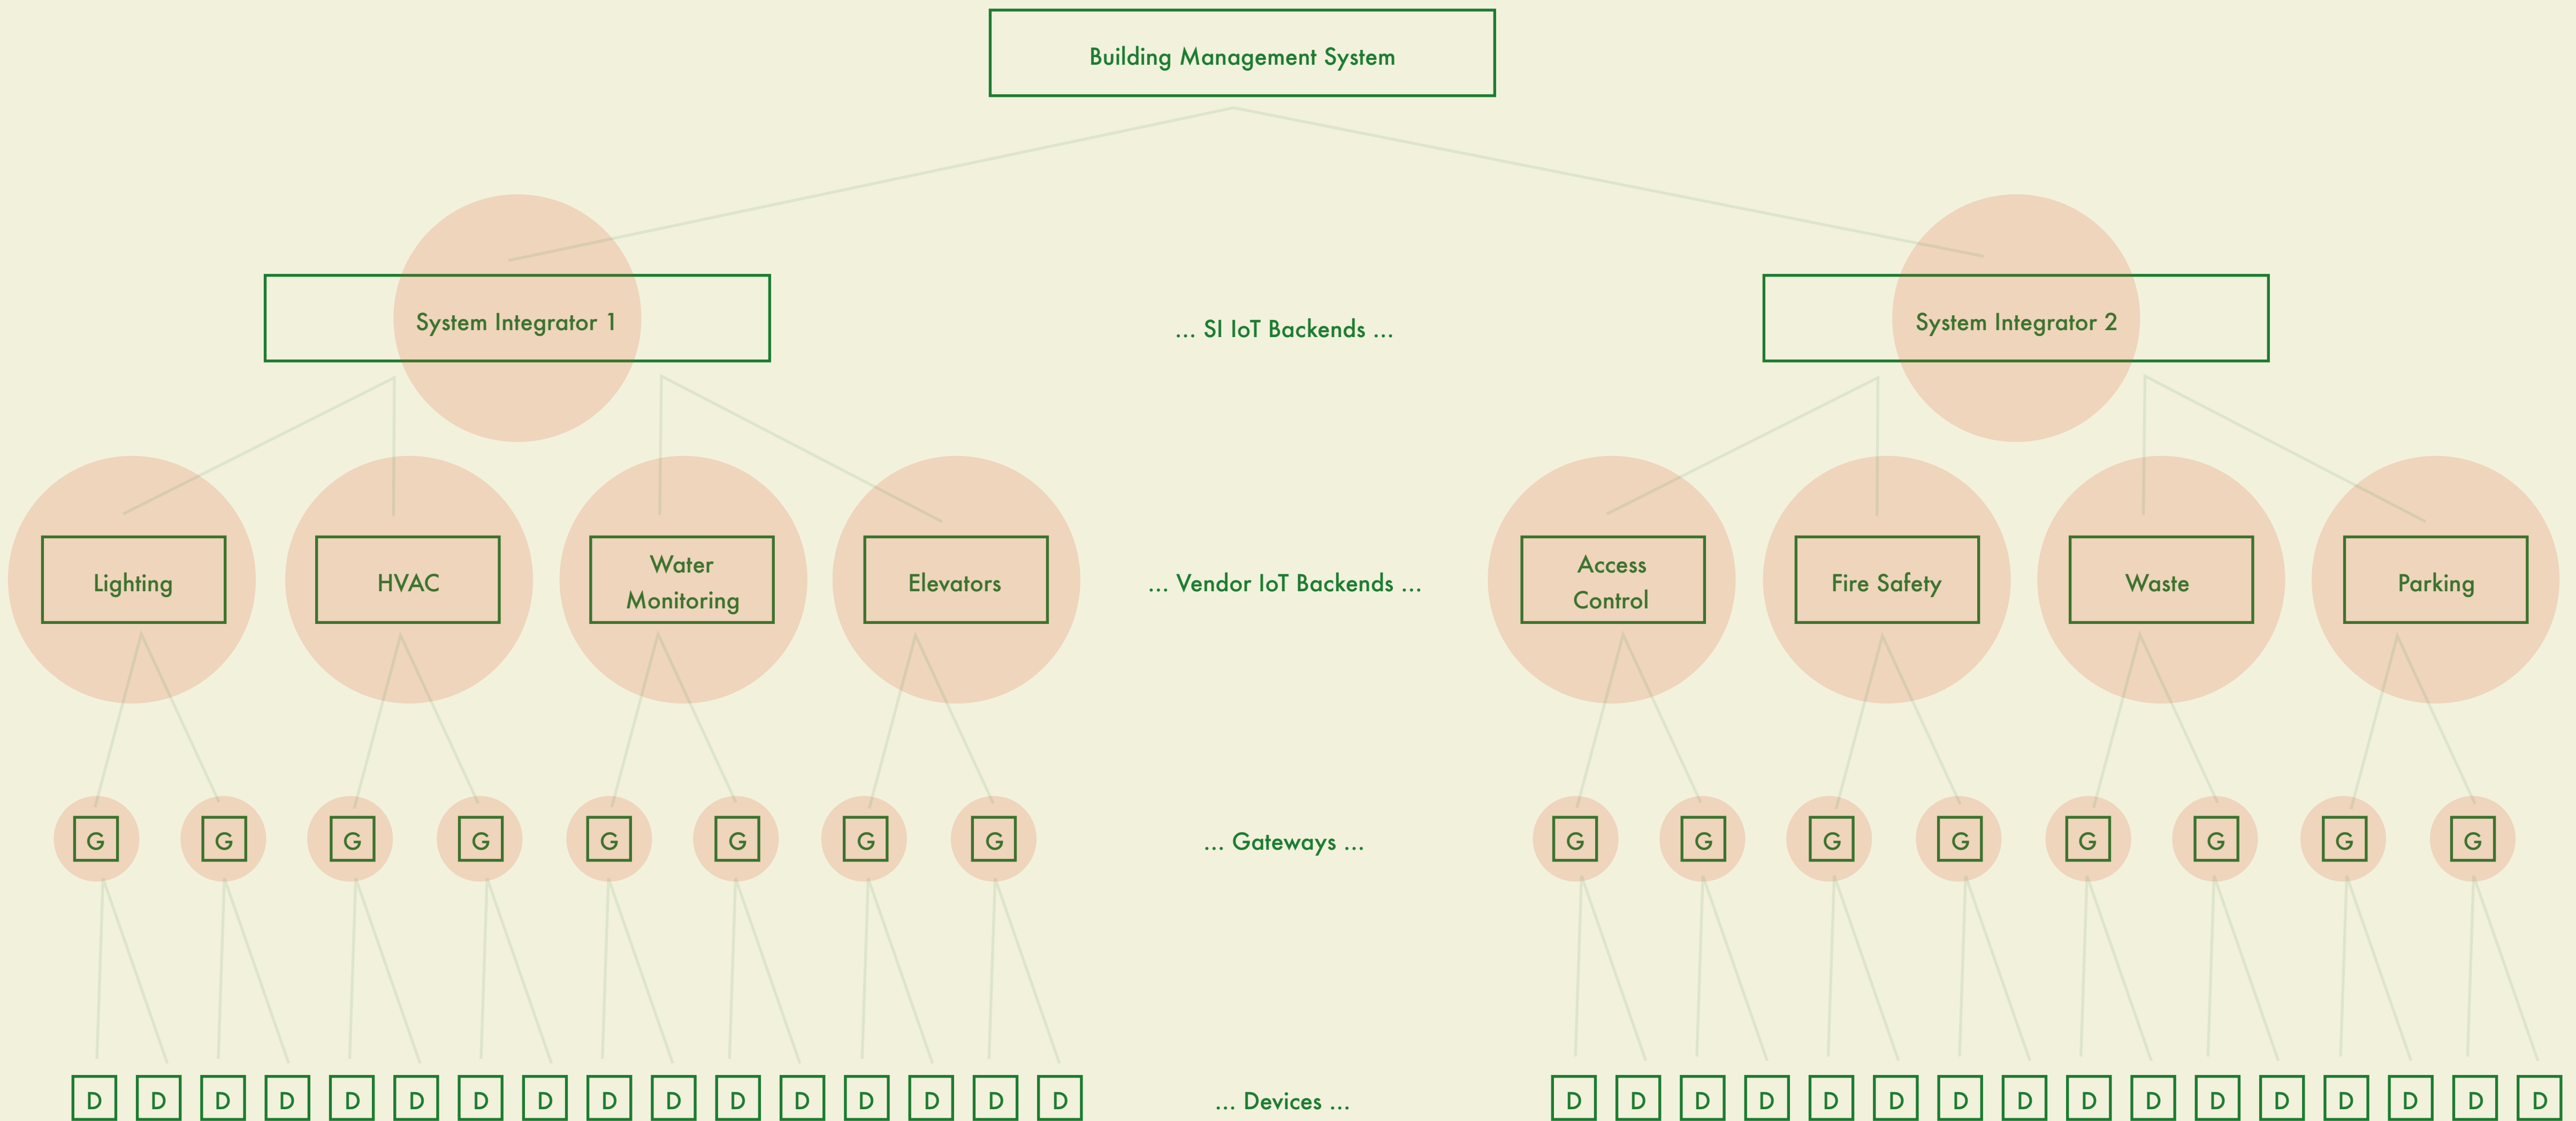 Building Management System
System Integrator 1
... SI IoT Backends ...
System Integrator 2
Lighting
HVAC
Water
Monitoring
Elevators
... Vendor IoT Backends ...
Access
Control
Fire Safety
Waste
Parking
G G G G G G G G ... Gateways ... G G G G G G G G
D D D D D D D D D D D D D D D D ... Devices ... D D D D D D D D D D D D D D D D